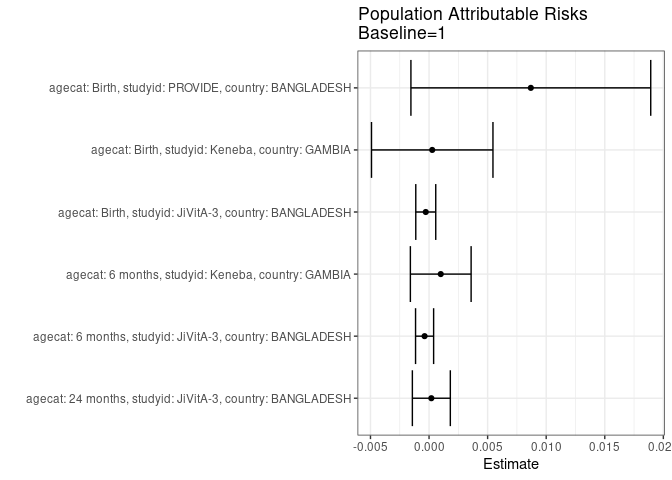 Population Attributable Risks
Baseline=1
agecat: Birth, studyid: PROVIDE, country: BANGLADESH
agecat: Birth, studyid: Keneba, country: GAMBIA
agecat: Birth, studyid: JiVitA-3, country: BANGLADESH
agecat: 6 months, studyid: Keneba, country: GAMBIA
agecat: 6 months, studyid: JiVitA-3, country: BANGLADESH
agecat: 24 months, studyid: JiVitA-3, country: BANGLADESH
-0.005 0.000 0.005 0.010 0.015 0.02
Estimate